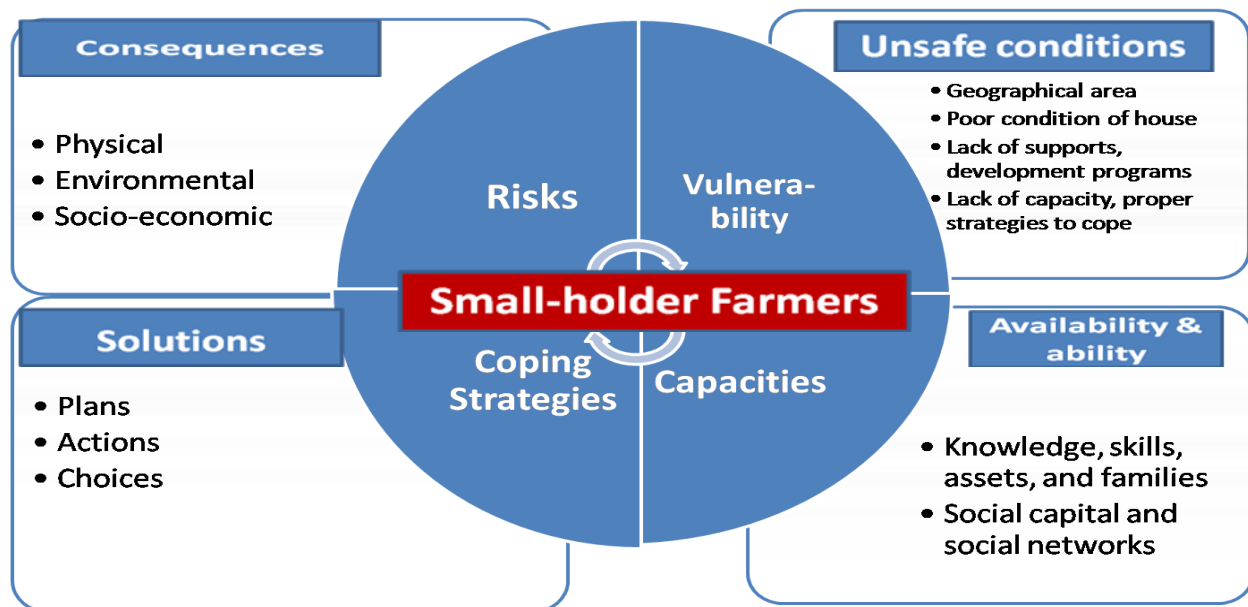 Consequences
• Physical
• Environmental
• Socio-economic
Unsafe conditions
• Geographical area
• Poor condition of house
• Lack of supports,
development programs
• Lack of capacity, proper
strategies to cope
Risks
Vulnera-
bility
Small-holder Farmers
Coping
Strategies
Capacities
Solutions
• Plans
• Actions
• Choices
Availability &
ability
• Knowledge, skills,
assets, and families
• Social capital and
social networks